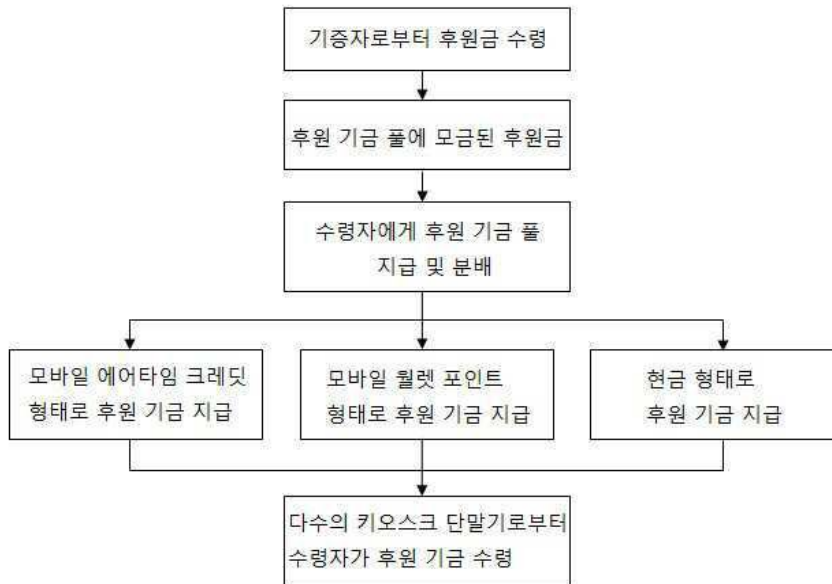 기증자로부터 후원금 수령
후원 기금 풀에 모금된 후원금
수령자에게 후원 기금 풀
지급 및 분배
모바일 에어타임 크레딧
형태로 후원 기금 지급
모바일 월렛 포인트
형태로 후원 기금 지급
현금 형태로
후원 기금 지급
다수의 키오스크 단말기로부터
수령자가 후원 기금 수령